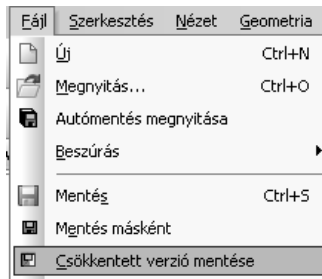 Fájl Szerkesztés Nézet Geometria
Új Ctrl+N
Megnyitás... Ctrl+O
Autómentés megnyitása
Beszúrás
Mentés Ctrl+S
Mentés másként
Csökkentett verzió mentése